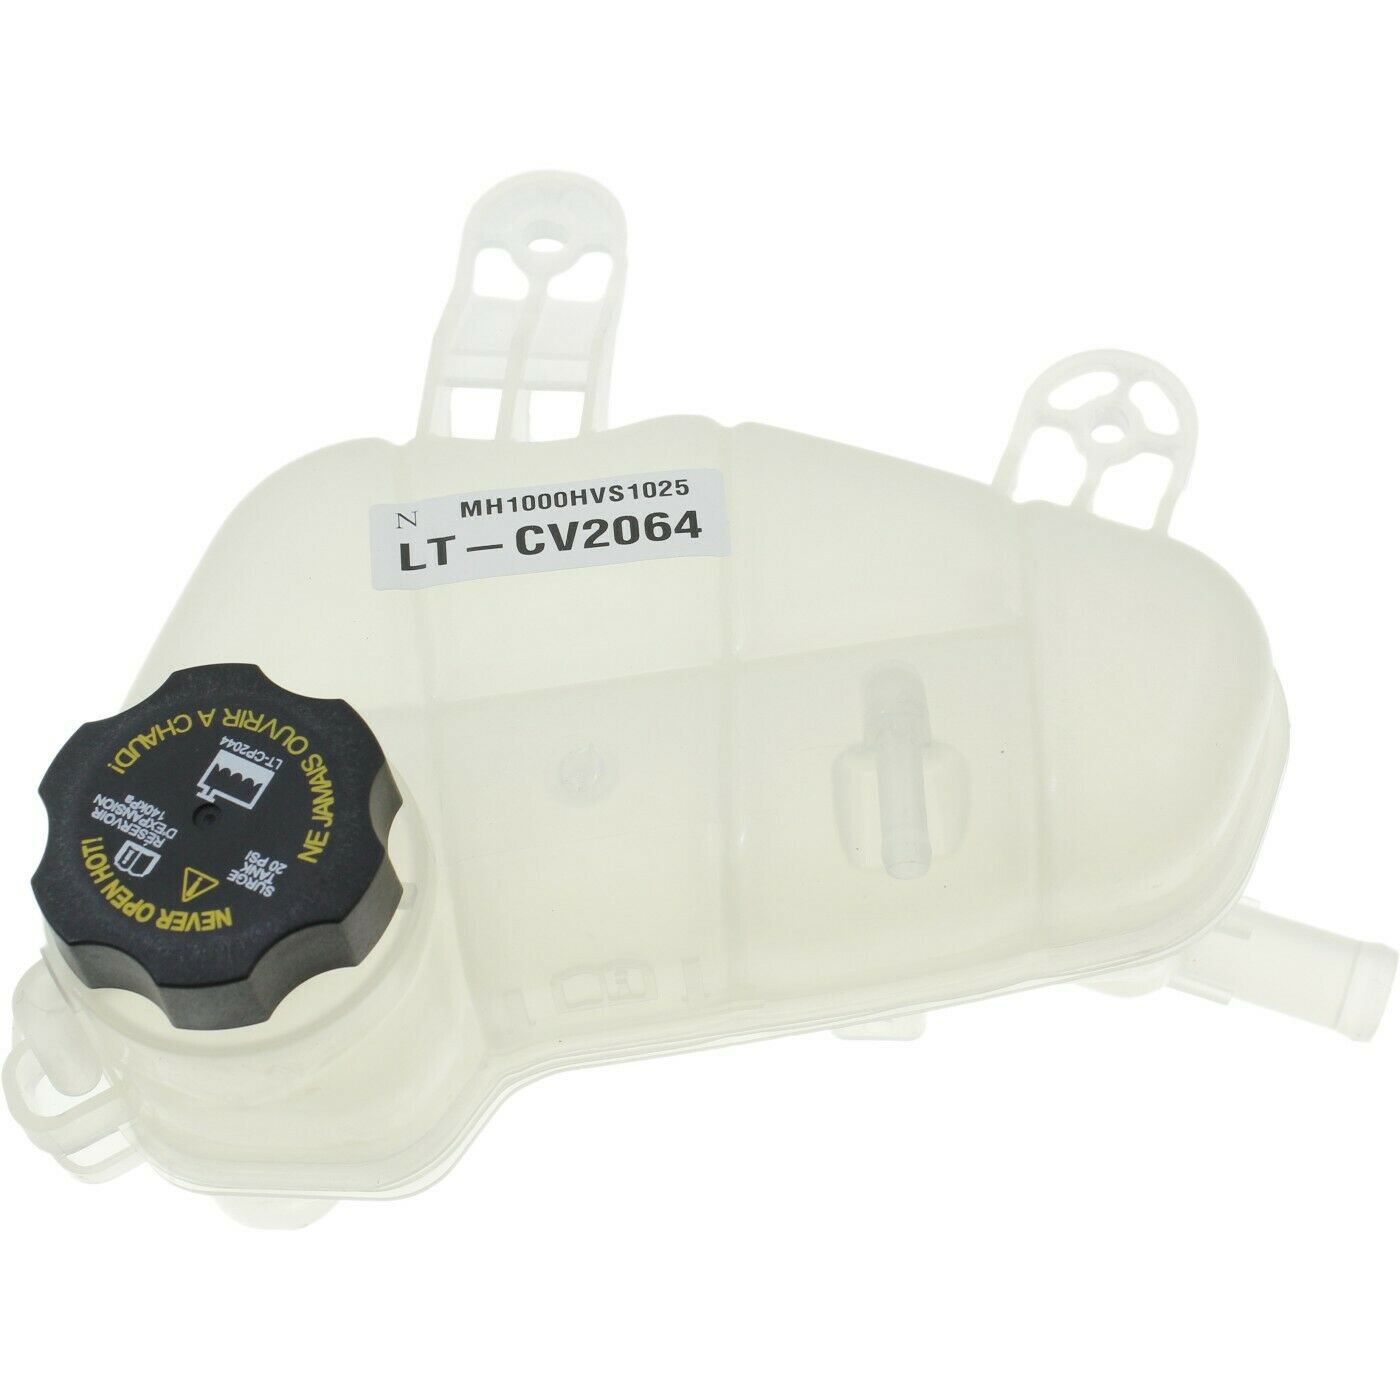 N MH1000HVS1025
LT-CV2064
NE JAMAIS OUVRIR A CHAUD!
LT-CP2044
RÉSERVOIR
D'EXPANSION
140kPa
SURGE
TANK
20 PSI
NEVER OPEN HOT!